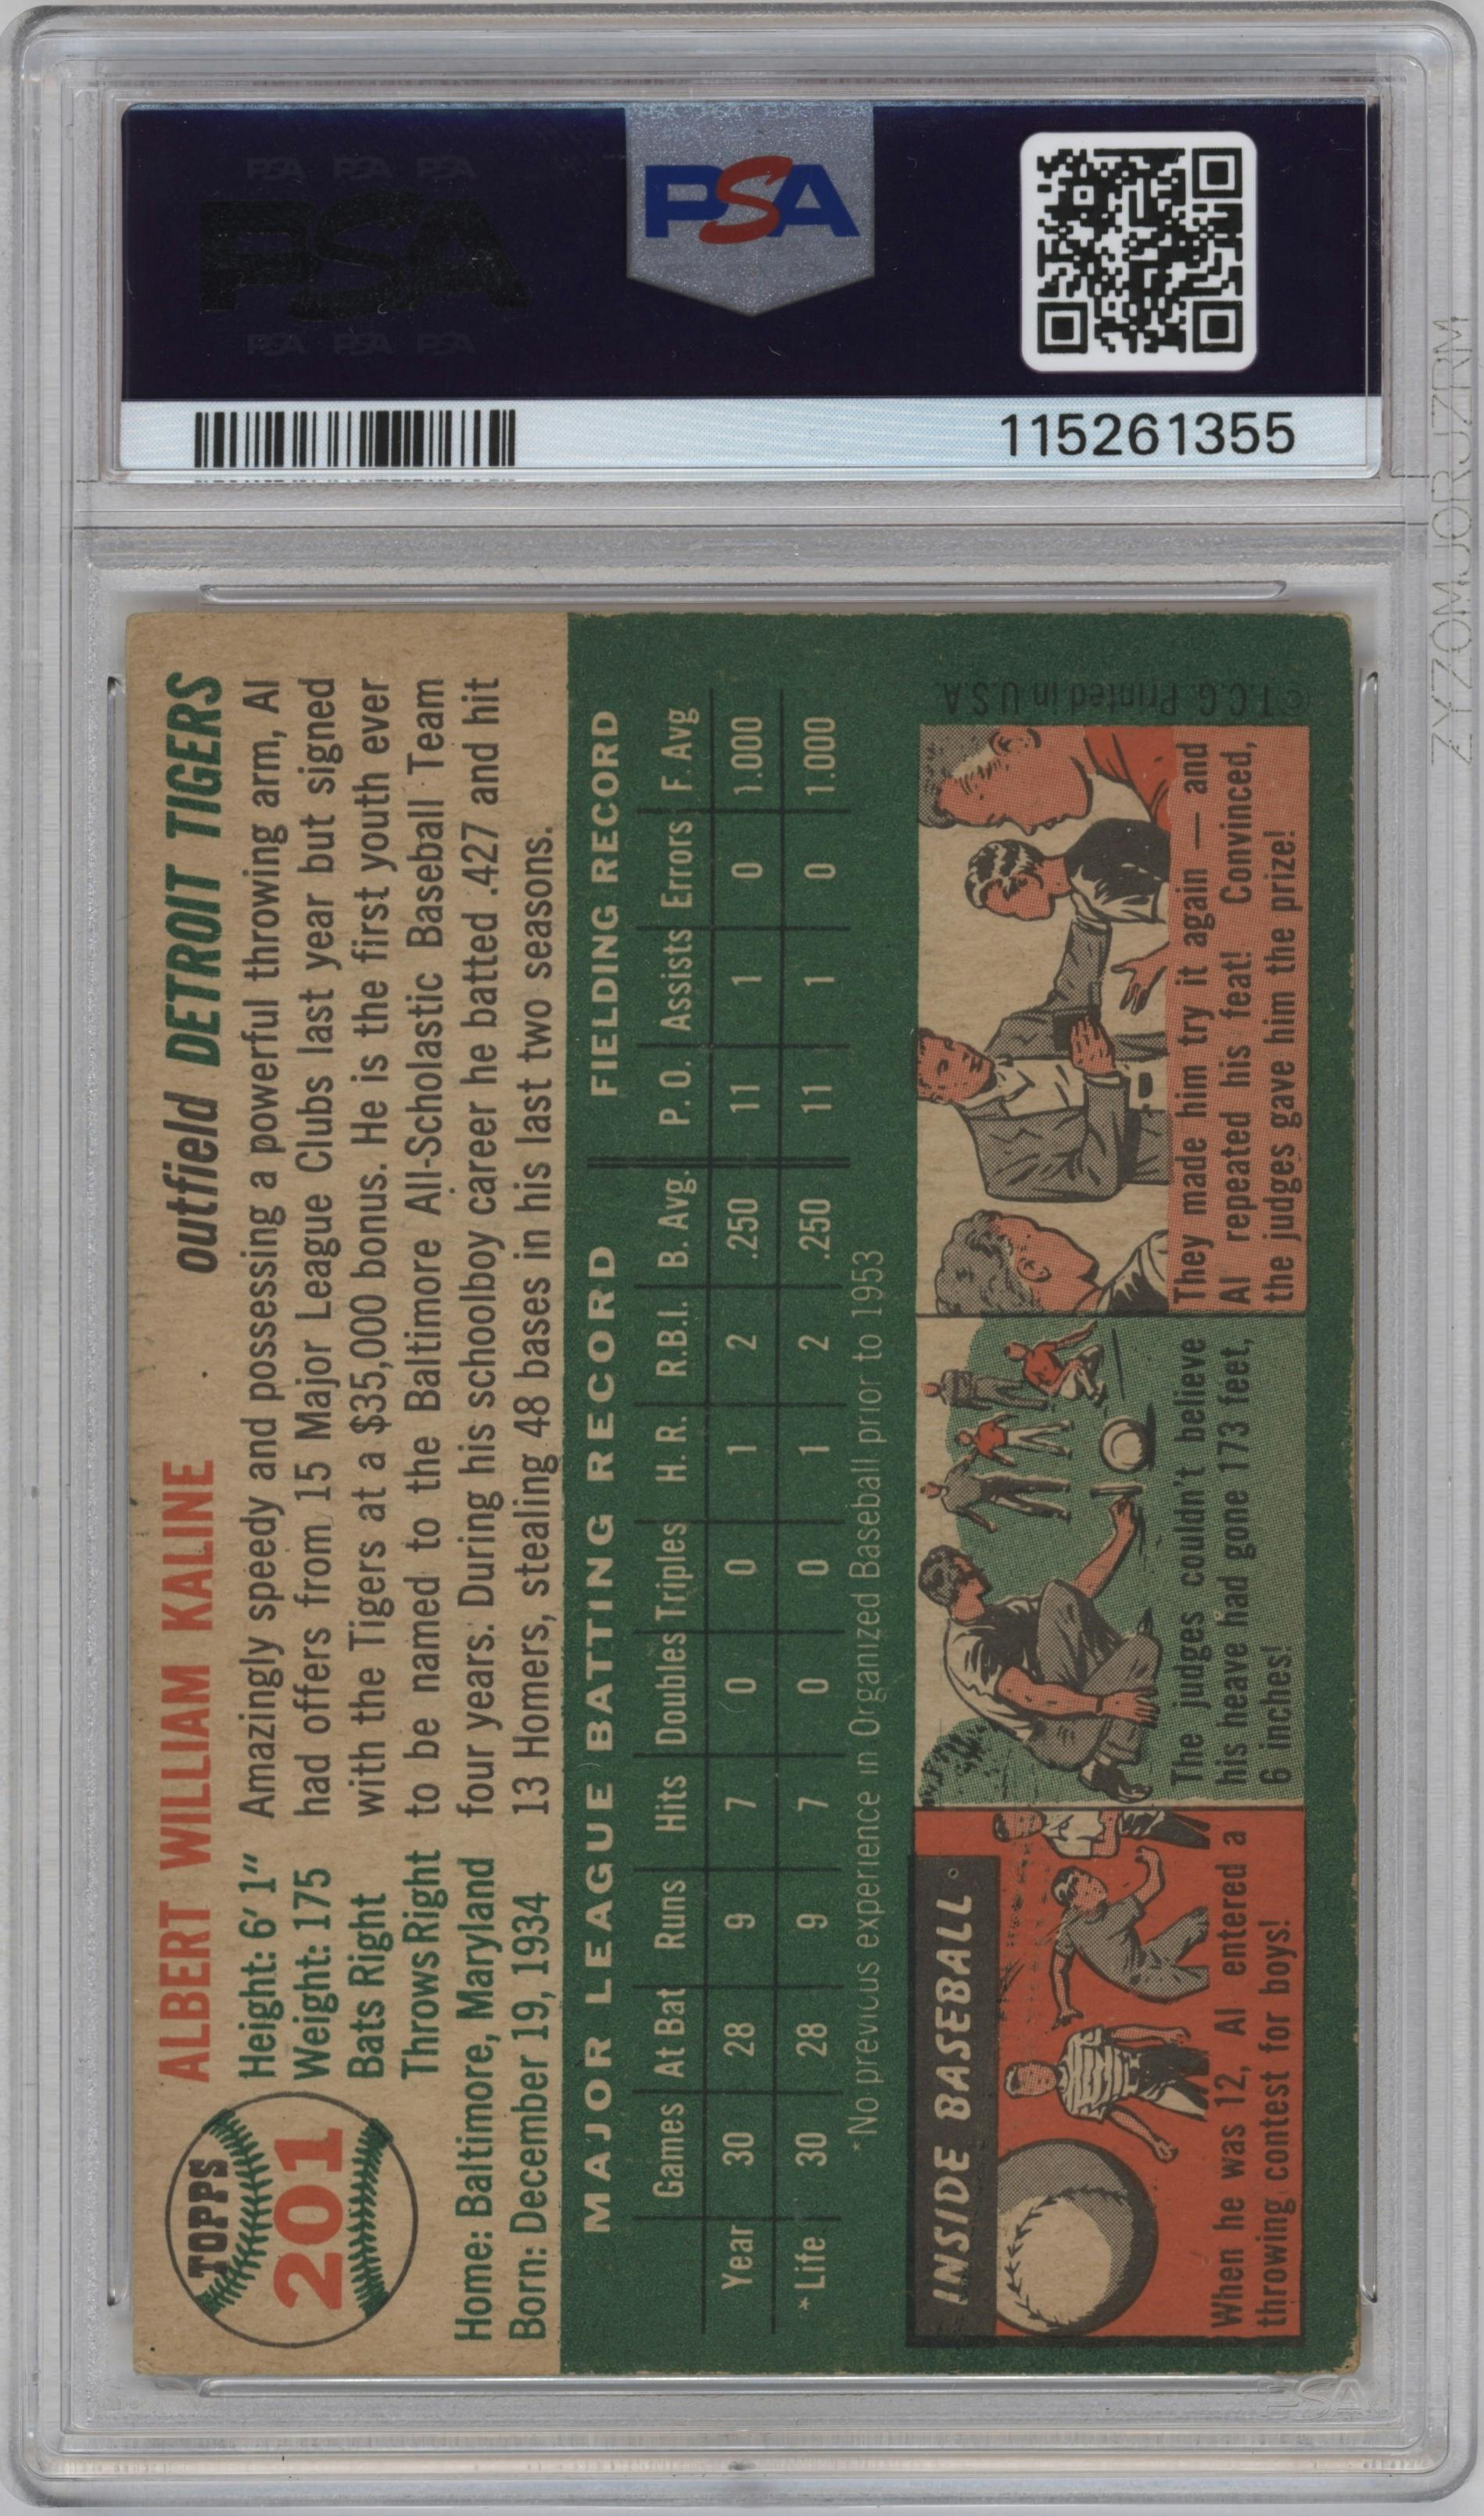 PSA PSA PSA
PSA
PSA PSA PSA
PSA
115261355
ZYZOMJORJZRM
TOPPS
201
ALBERT WILLIAM KALINE
outfield DETROIT TIGERS
Height: 6' 1"
Weight: 175
Bats Right
Throws Right
Home: Baltimore, Maryland
Born: December 19, 1934
Amazingly speedy and possessing a powerful throwing arm, Al
had offers from 15 Major League Clubs last year but signed
with the Tigers at a $35,000 bonus. He is the first youth ever
to be named to the Baltimore All-Scholastic Baseball Team
four years. During his schoolboy career he batted .427 and hit
13 Homers, stealing 48 bases in his last two seasons.
MAJOR LEAGUE BATTING RECORD FIELDING RECORD
Games At Bat Runs Hits Doubles Triples H.R. R.B.I. B. Avg. P.O. Assists Errors F. Avg
Year 30 28 9 7 0 0 1 2 .250 11 1 0 1.000
*Life 30 28 9 7 0 0 1 2 .250 11 1 0 1.000
*No previous experience in Organized Baseball prior to 1953
INSIDE BASEBALL
When he was 12, Al entered a
throwing contest for boys!
The judges couldn't believe
his heave had gone 173 feet,
6 inches!
They made him try it again — and
Al repeated his feat! Convinced,
the judges gave him the prize!
©T.C.G. Printed in U.S.A.
PSA